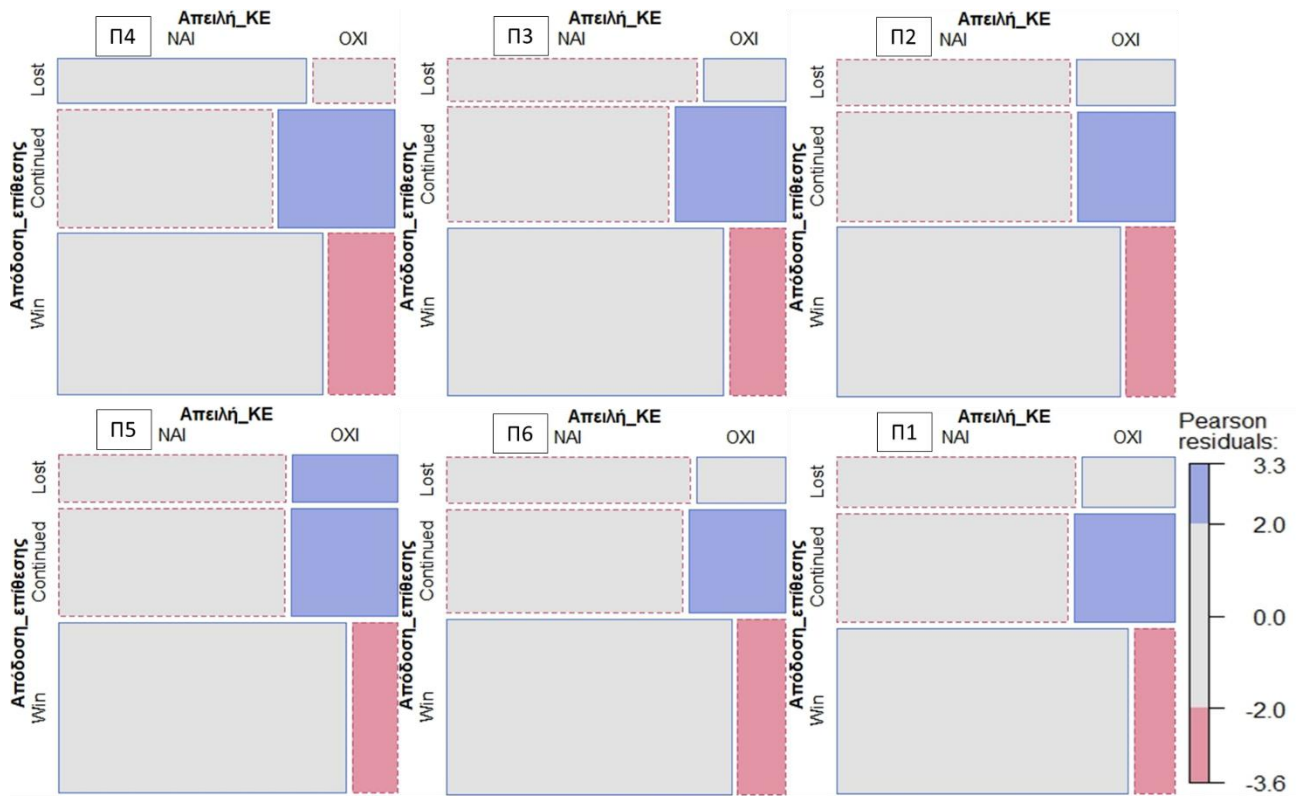 Απειλή_ΚΕ
Π4
ΝΑΙ
ΟΧΙ
Lost
Continued
Win
Απόδοση_επίθεσης
Απειλή_ΚΕ
Π3
ΝΑΙ
ΟΧΙ
Lost
Continued
Win
Απόδοση_επίθεσης
Απειλή_ΚΕ
Π2
ΝΑΙ
ΟΧΙ
Lost
Continued
Win
Απόδοση_επίθεσης
Απειλή_ΚΕ
Π5
ΝΑΙ
ΟΧΙ
Lost
Continued
Win
Απόδοση_επίθεσης
Απειλή_ΚΕ
Π6
ΝΑΙ
ΟΧΙ
Lost
Continued
Win
Απόδοση_επίθεσης
Απειλή_ΚΕ
Π1
ΝΑΙ
ΟΧΙ
Lost
Continued
Win
Απόδοση_επίθεσης
Pearson
residuals:
3.3
2.0
0.0
-2.0
-3.6